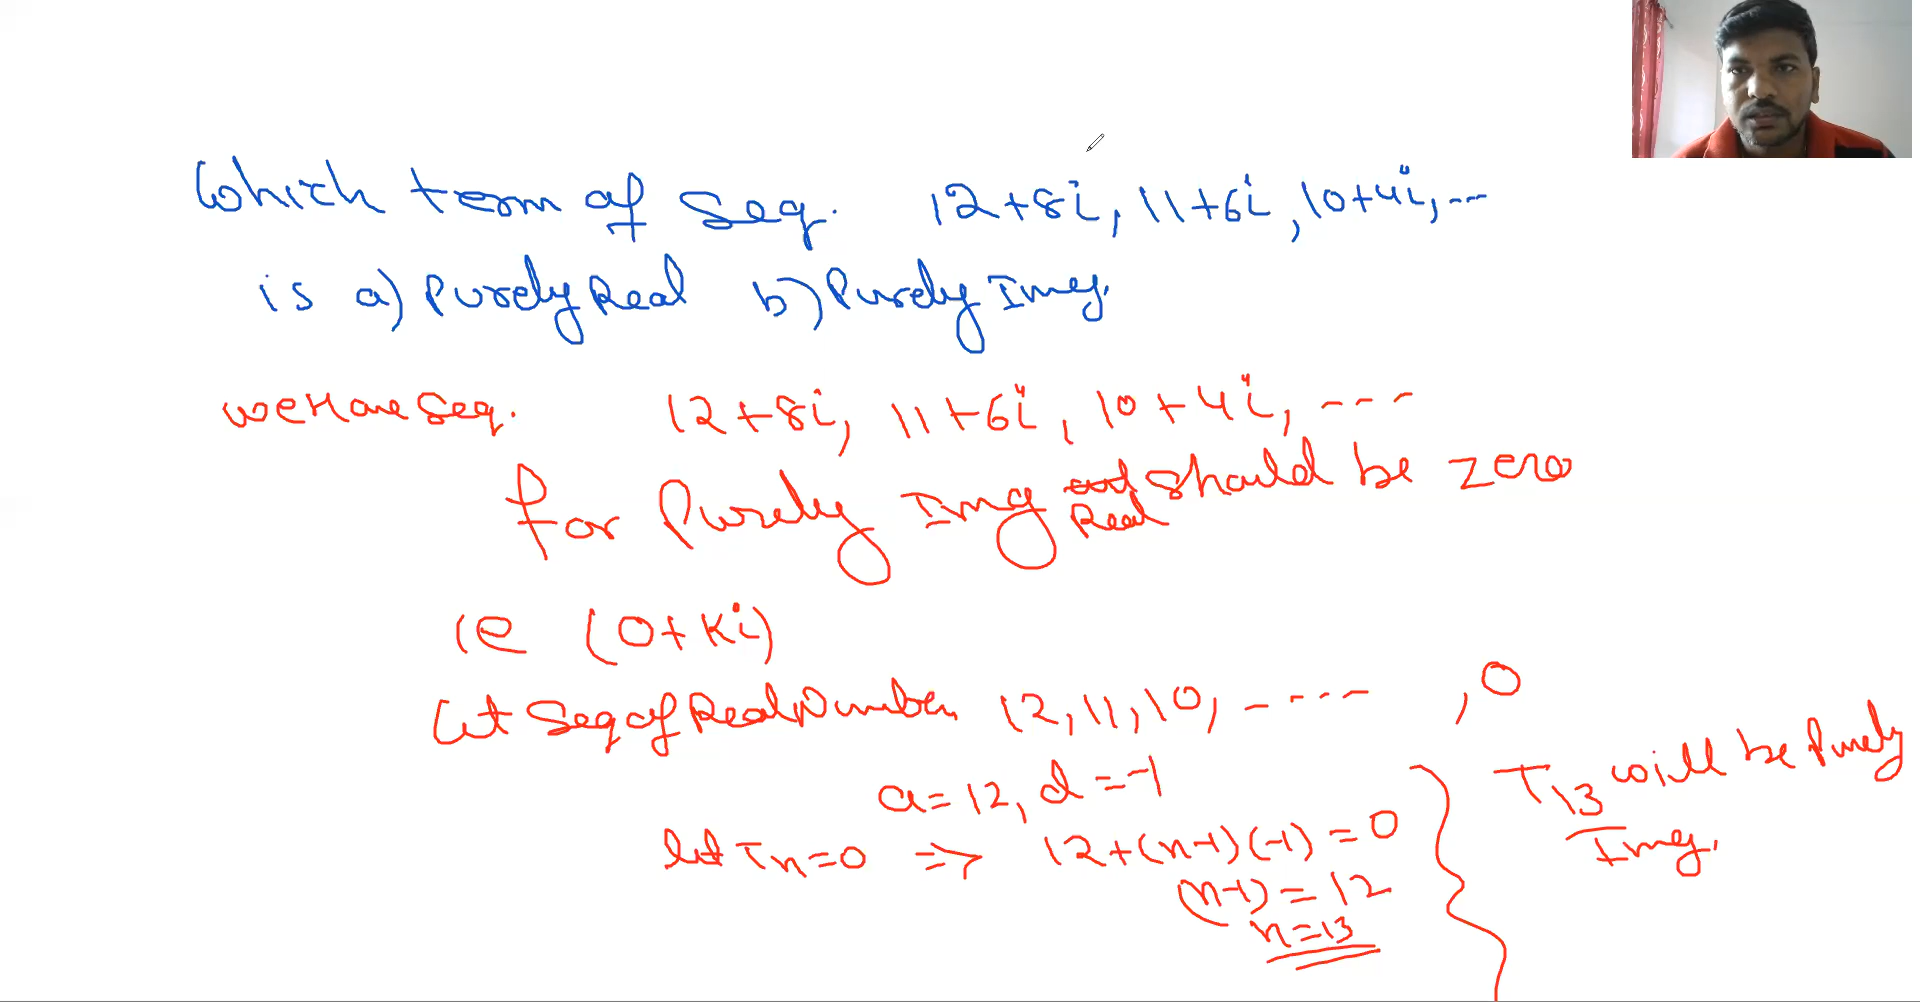 Which term of Seq. 12+8i, 11+6i, 10+4i, ...
is a) Purely Real b) Purely Img.
we Have Seq. 12+8i, 11+6i, 10+4i, ---
for Purely Img Real should be zero
ie (0+Ki)
Let Seq of Real Number 12, 11, 10, ----- , 0
a=12, d=-1
let Tn=0 => 12+(n-1)(-1)=0
(n-1)=12
n=13
T13 will be Purely
Img.